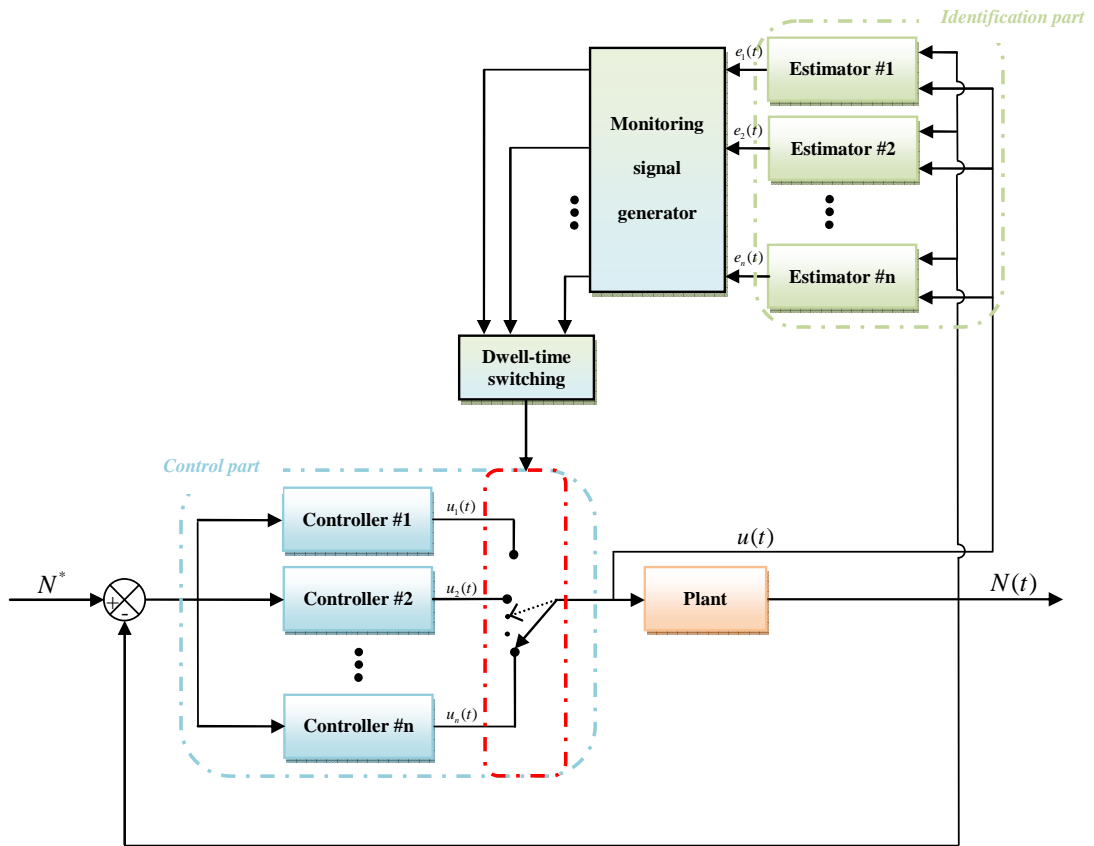 Identification part
e₁(t)
Estimator #1
Monitoring
signal
generator
e₂(t)
Estimator #2
eₙ(t)
Estimator #n
Dwell-time
switching
Control part
Controller #1
u₁(t)
u(t)
N*
+
-
Controller #2
u₂(t)
Plant
N(t)
Controller #n
uₙ(t)